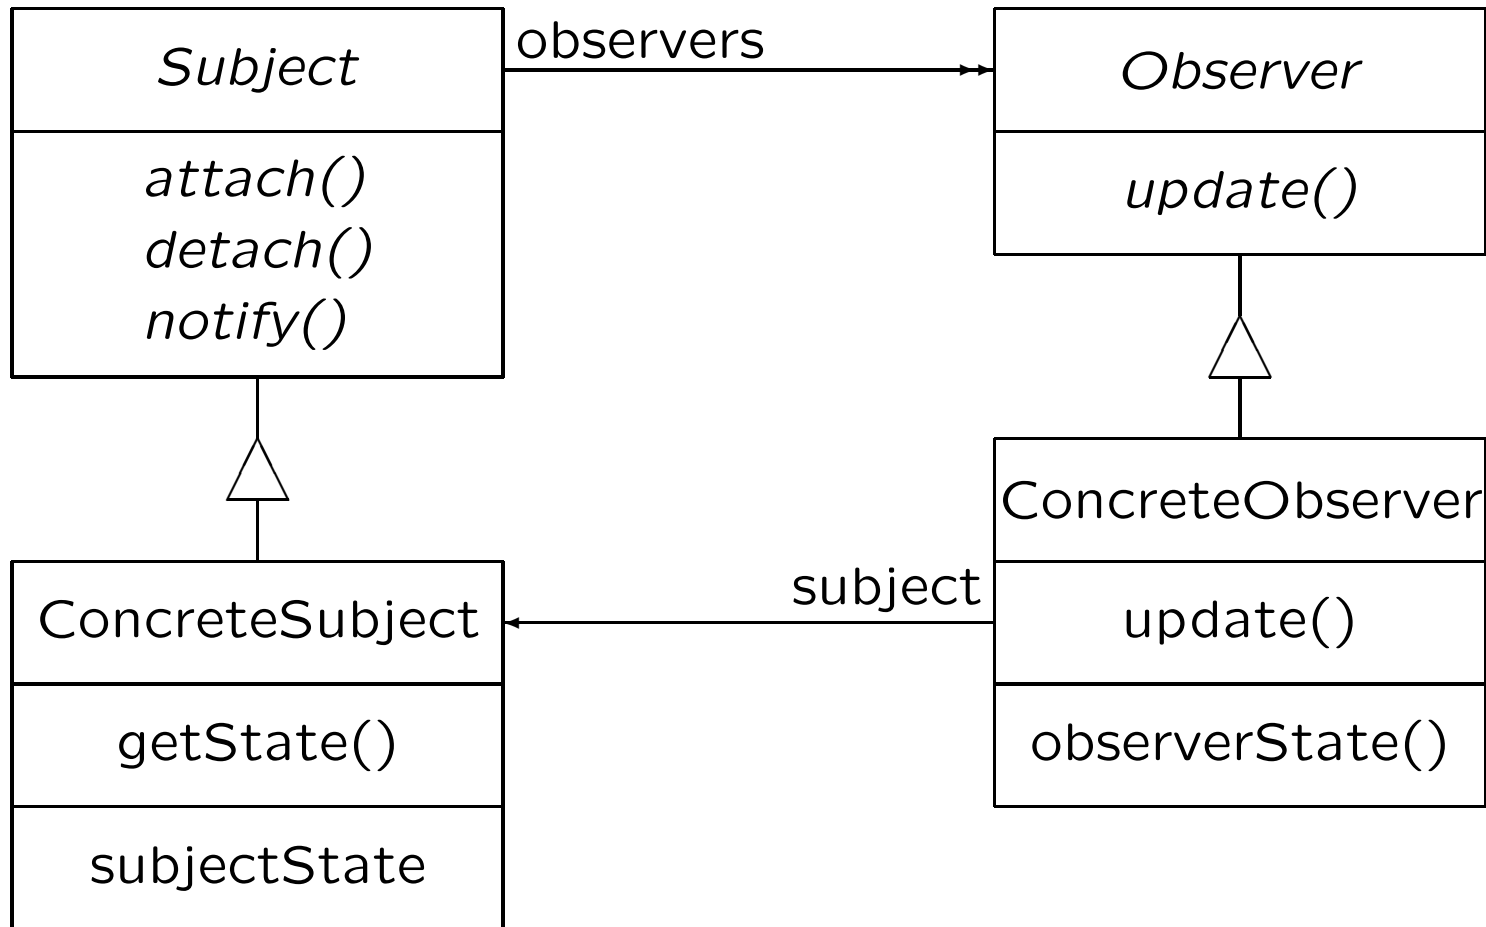 Subject
attach()
detach()
notify()
observers
Observer
update()
ConcreteSubject
getState()
subjectState
subject
ConcreteObserver
update()
observerState()